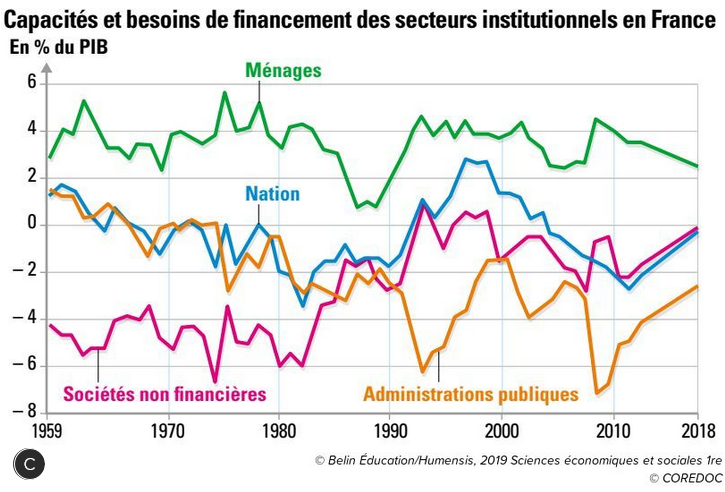 Capacités et besoins de financement des secteurs institutionnels en France
En % du PIB
6
Ménages
4
2
Nation
0
– 2
– 4
– 6
Sociétés non financières
Administrations publiques
– 8
1959 1970 1980 1990 2000 2010 2018
C
© Belin Éducation/Humensis, 2019 Sciences économiques et sociales 1re
© COREDOC